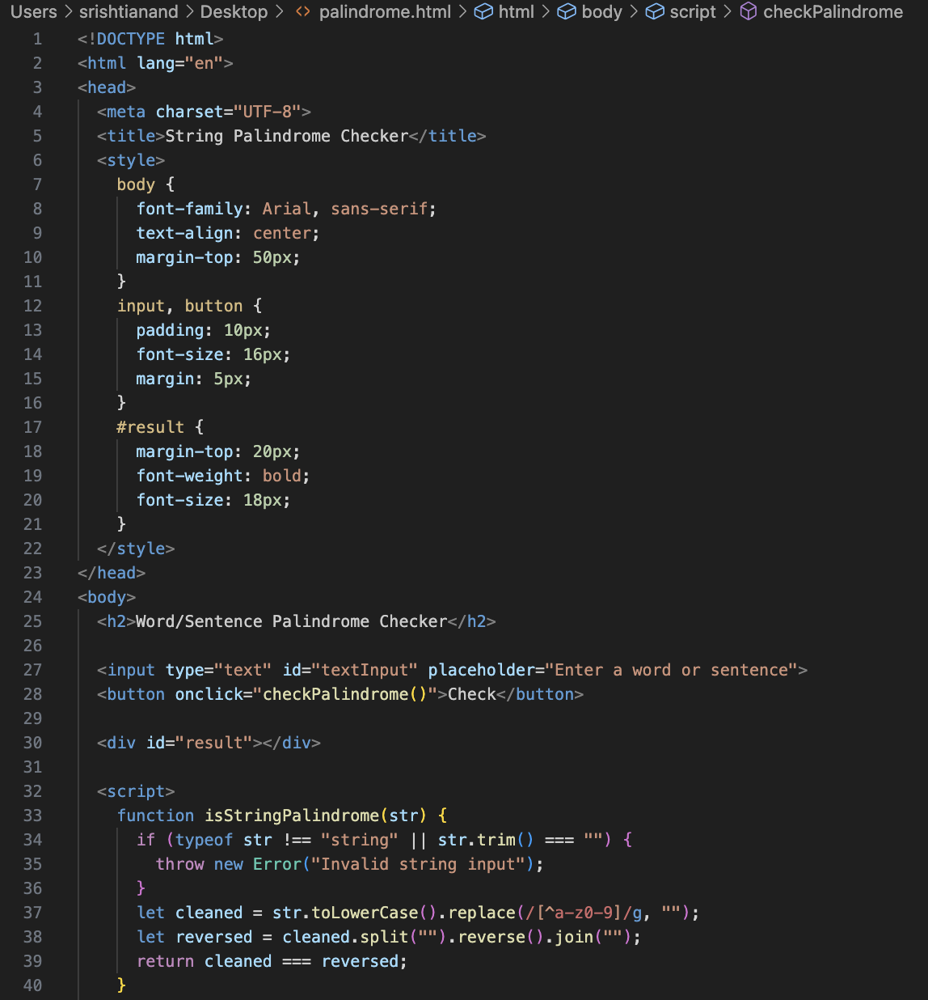 Users > srishtianand > Desktop > <> palindrome.html > html > body > script > checkPalindrome
1 <!DOCTYPE html>
2 <html lang="en">
3 <head>
4   <meta charset="UTF-8">
5   <title>String Palindrome Checker</title>
6   <style>
7     body {
8       font-family: Arial, sans-serif;
9       text-align: center;
10       margin-top: 50px;
11     }
12     input, button {
13       padding: 10px;
14       font-size: 16px;
15       margin: 5px;
16     }
17     #result {
18       margin-top: 20px;
19       font-weight: bold;
20       font-size: 18px;
21     }
22   </style>
23 </head>
24 <body>
25   <h2>Word/Sentence Palindrome Checker</h2>
26
27   <input type="text" id="textInput" placeholder="Enter a word or sentence">
28   <button onclick="checkPalindrome()">Check</button>
29
30   <div id="result"></div>
31
32   <script>
33     function isStringPalindrome(str) {
34       if (typeof str !== "string" || str.trim() === "") {
35         throw new Error("Invalid string input");
36       }
37       let cleaned = str.toLowerCase().replace(/[^a-z0-9]/g, "");
38       let reversed = cleaned.split("").reverse().join("");
39       return cleaned === reversed;
40     }